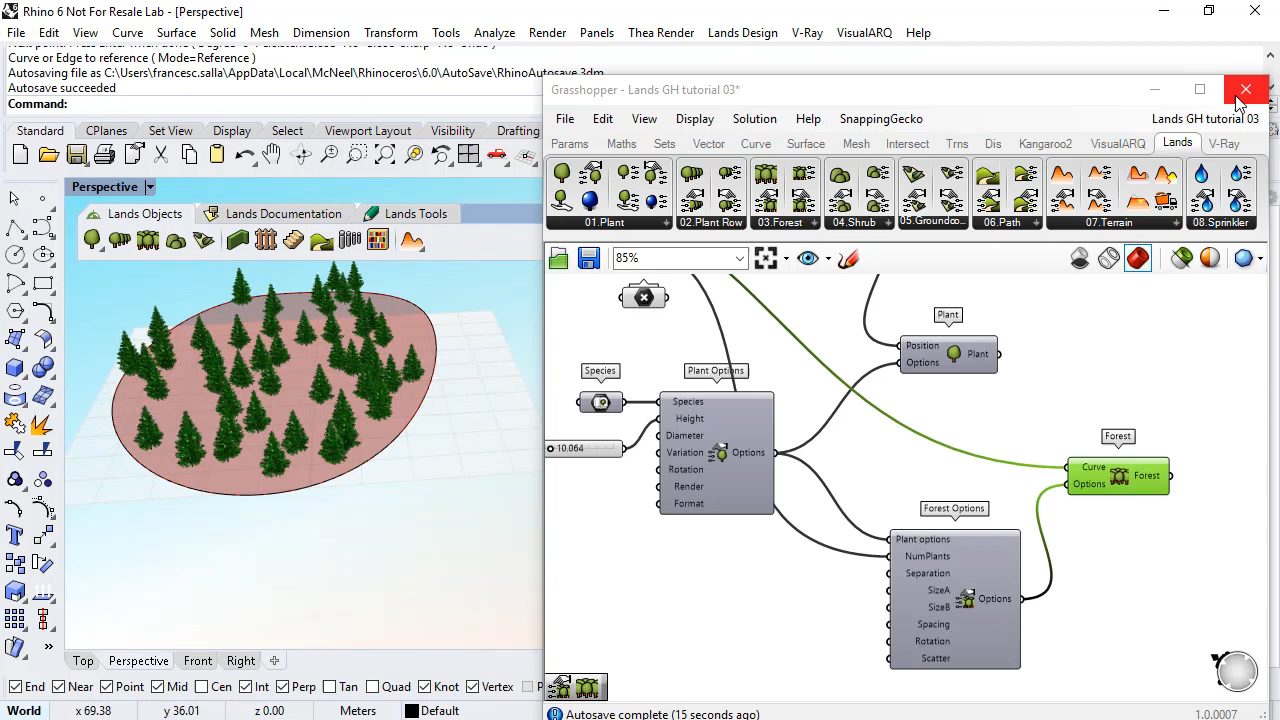 Rhino 6 Not For Resale Lab - [Perspective]
File Edit View Curve Surface Solid Mesh Dimension Transform Tools Analyze Render Panels Thea Render Lands Design V-Ray VisualARQ Help
Curve or Edge to reference ( Mode=Reference )
Autosaving file as C:\Users\francesc.salla\AppData\Local\McNeel\Rhinoceros\6.0\AutoSave\RhinoAutosave.3dm
Autosave succeeded
Command:
Standard CPlanes Set View Display Select Viewport Layout Visibility Drafting
Perspective
Lands Objects Lands Documentation Lands Tools
Top Perspective Front Right
End Near Point Mid Cen Int Perp Tan Quad Knot Vertex
World x 69.38 y 36.01 z 0.00 Meters Default
Grasshopper - Lands GH tutorial 03*
File Edit View Display Solution Help SnappingGecko Lands GH tutorial 03
Params Maths Sets Vector Curve Surface Mesh Intersect Trns Dis Kangaroo2 VisualARQ Lands V-Ray
01.Plant 02.Plant Row 03.Forest 04.Shrub 05.Groundco... 06.Path 07.Terrain 08.Sprinkler
85%
Plant
Position
Options
Plant
Species
Plant Options
Species
Height
Diameter
Variation
Rotation
Render
Format
Options
10.064
Forest
Curve
Options
Forest
Forest Options
Plant options
NumPlants
Separation
SizeA
SizeB
Spacing
Rotation
Scatter
Options
Autosave complete (15 seconds ago)
1.0.0007